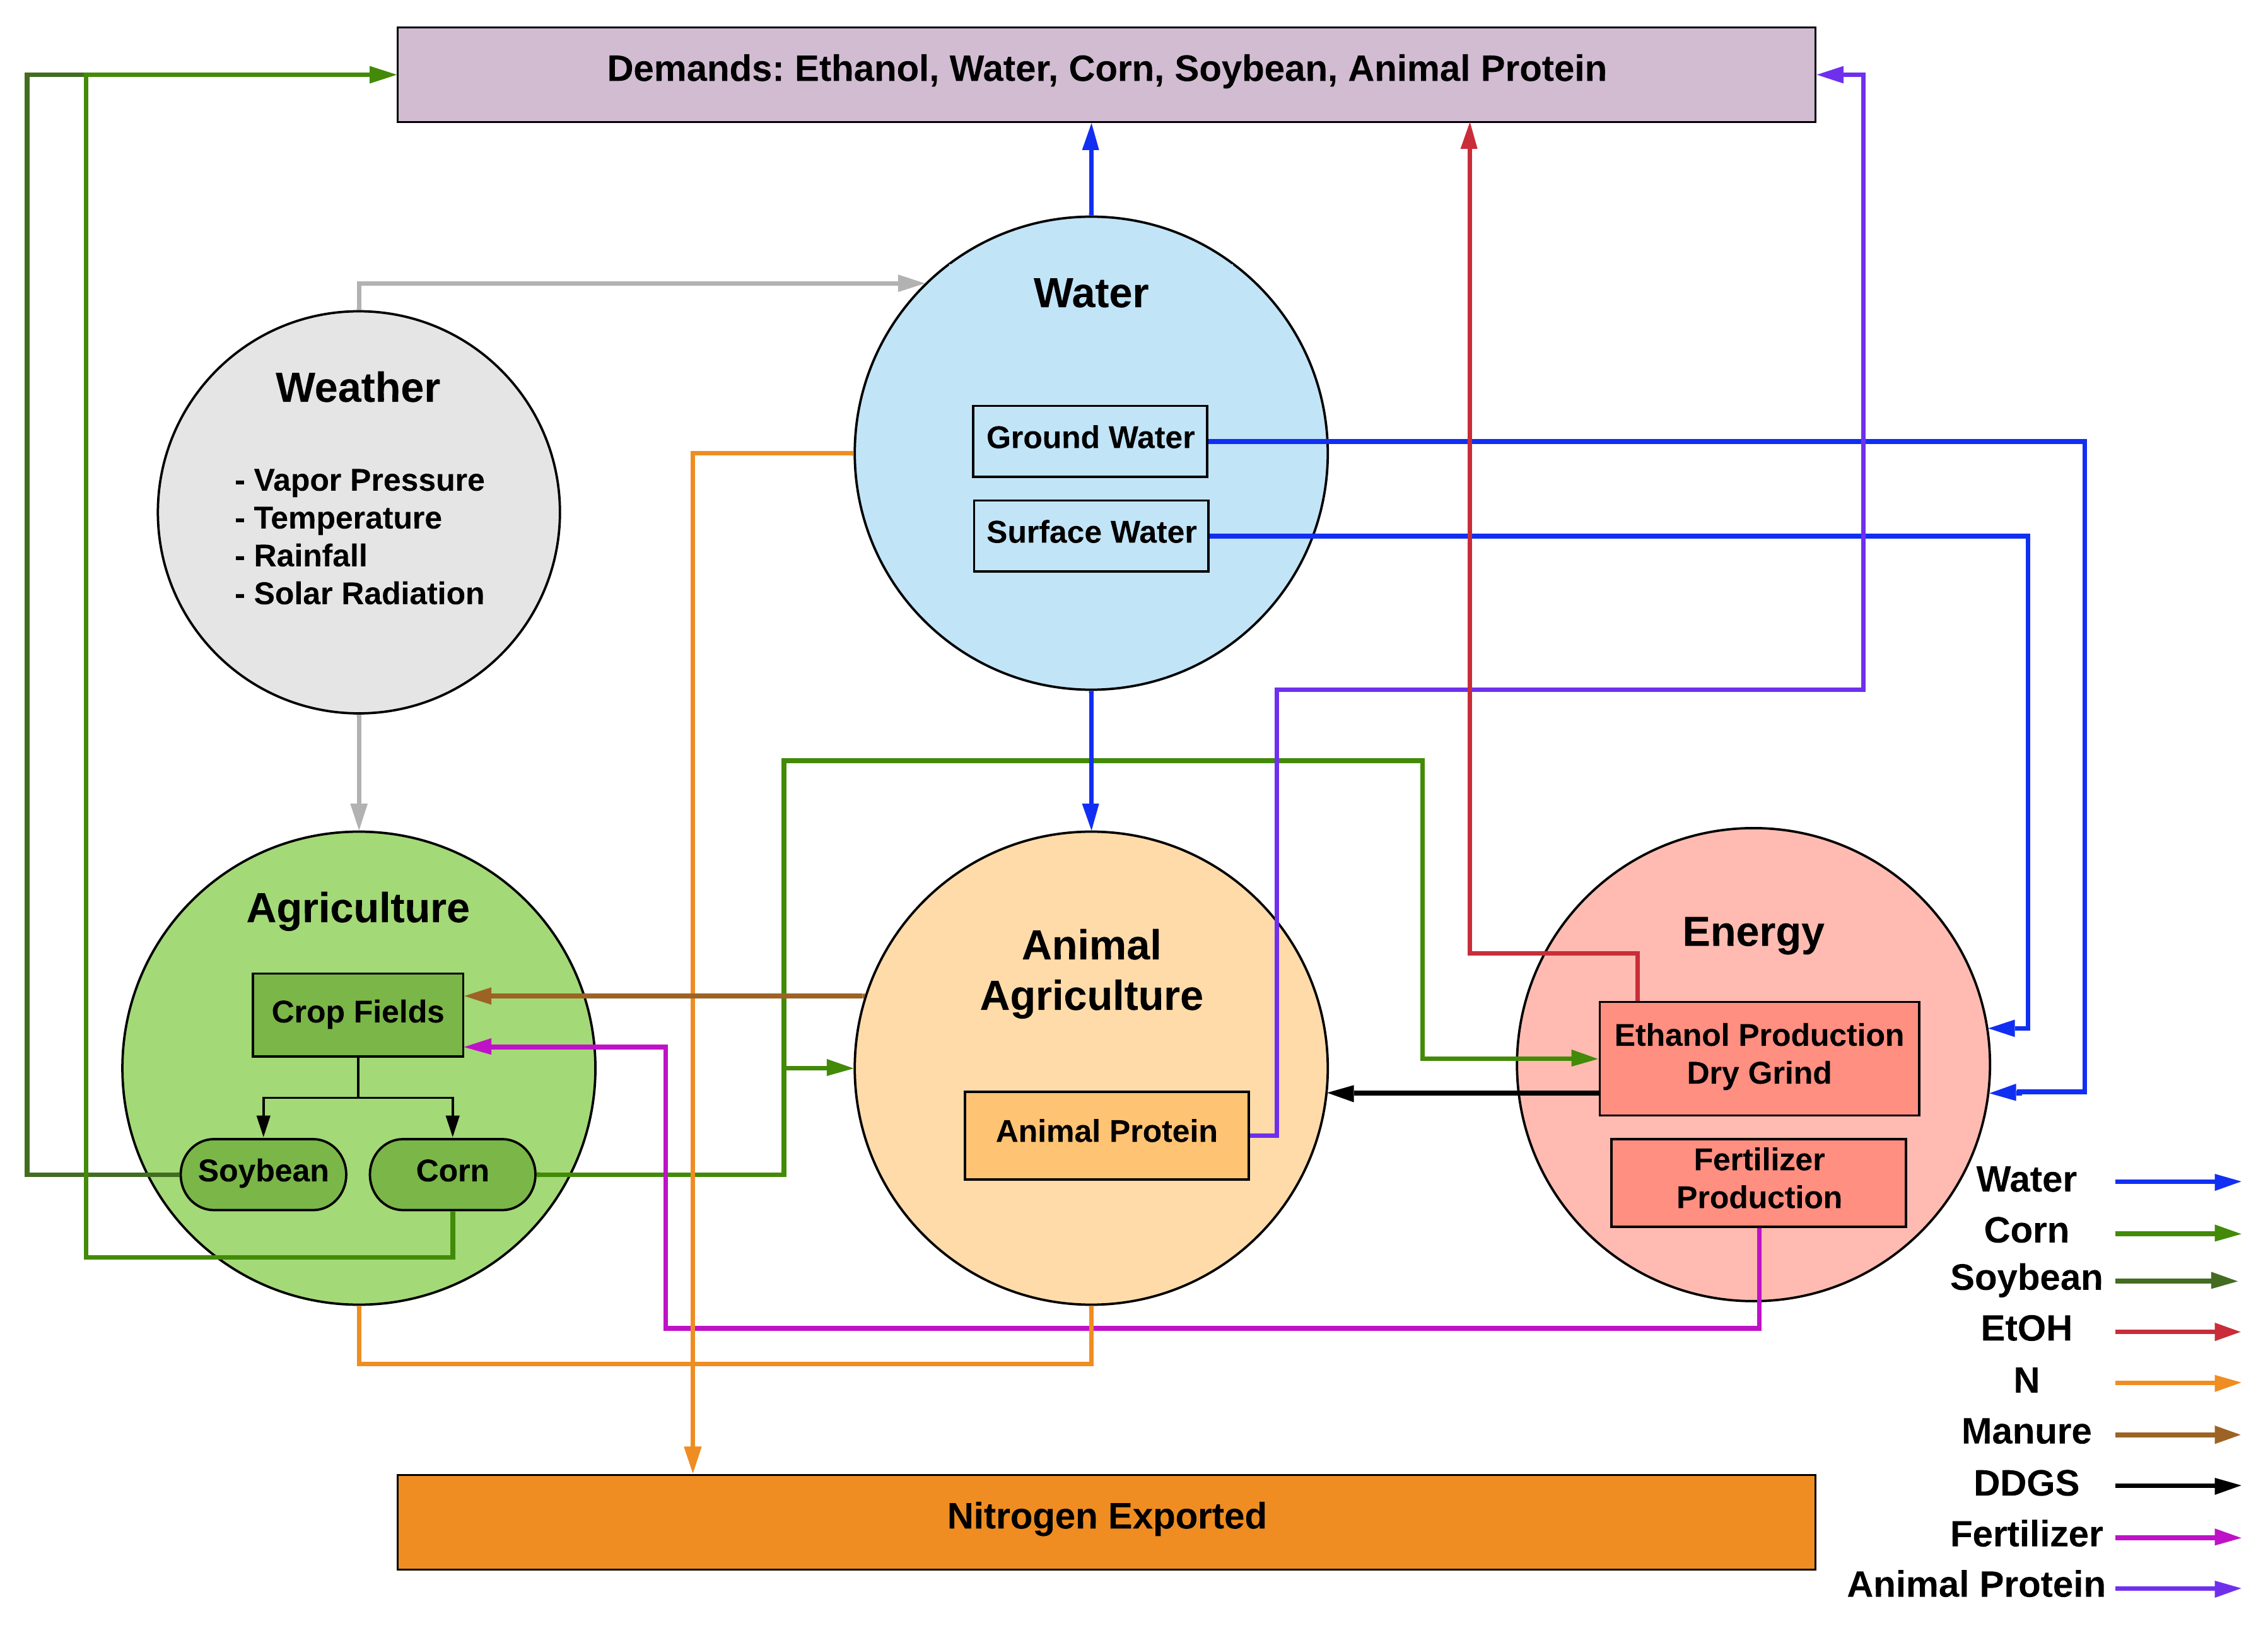 Demands: Ethanol, Water, Corn, Soybean, Animal Protein
Water
Ground Water
Surface Water
Weather
- Vapor Pressure
- Temperature
- Rainfall
- Solar Radiation
Agriculture
Crop Fields
Soybean
Corn
Animal
Agriculture
Animal Protein
Energy
Ethanol Production
Dry Grind
Fertilizer
Production
Water
Corn
Soybean
EtOH
N
Manure
DDGS
Fertilizer
Animal Protein
Nitrogen Exported